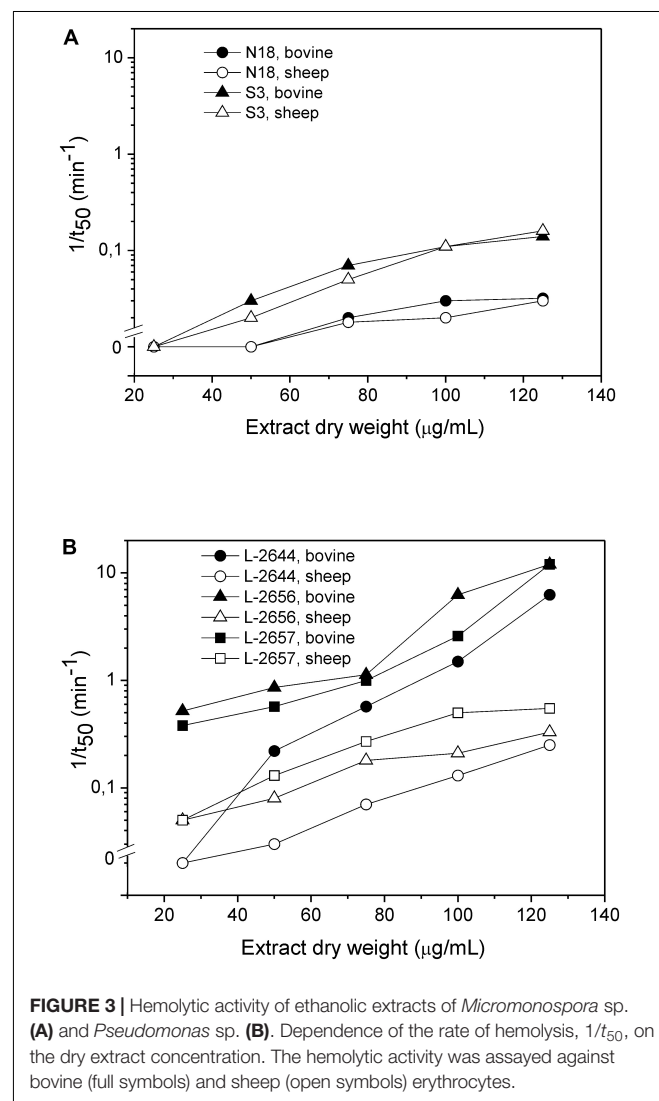 A
N18, bovine
N18, sheep
S3, bovine
S3, sheep
10
1
0,1
0
1/t50 (min-1)
20 40 60 80 100 120 140
Extract dry weight (μg/mL)
B
L-2644, bovine
L-2644, sheep
L-2656, bovine
L-2656, sheep
L-2657, bovine
L-2657, sheep
10
1
0,1
0
1/t50 (min-1)
20 40 60 80 100 120 140
Extract dry weight (μg/mL)
FIGURE 3 | Hemolytic activity of ethanolic extracts of Micromonospora sp.
(A) and Pseudomonas sp. (B). Dependence of the rate of hemolysis, 1/t50, on
the dry extract concentration. The hemolytic activity was assayed against
bovine (full symbols) and sheep (open symbols) erythrocytes.